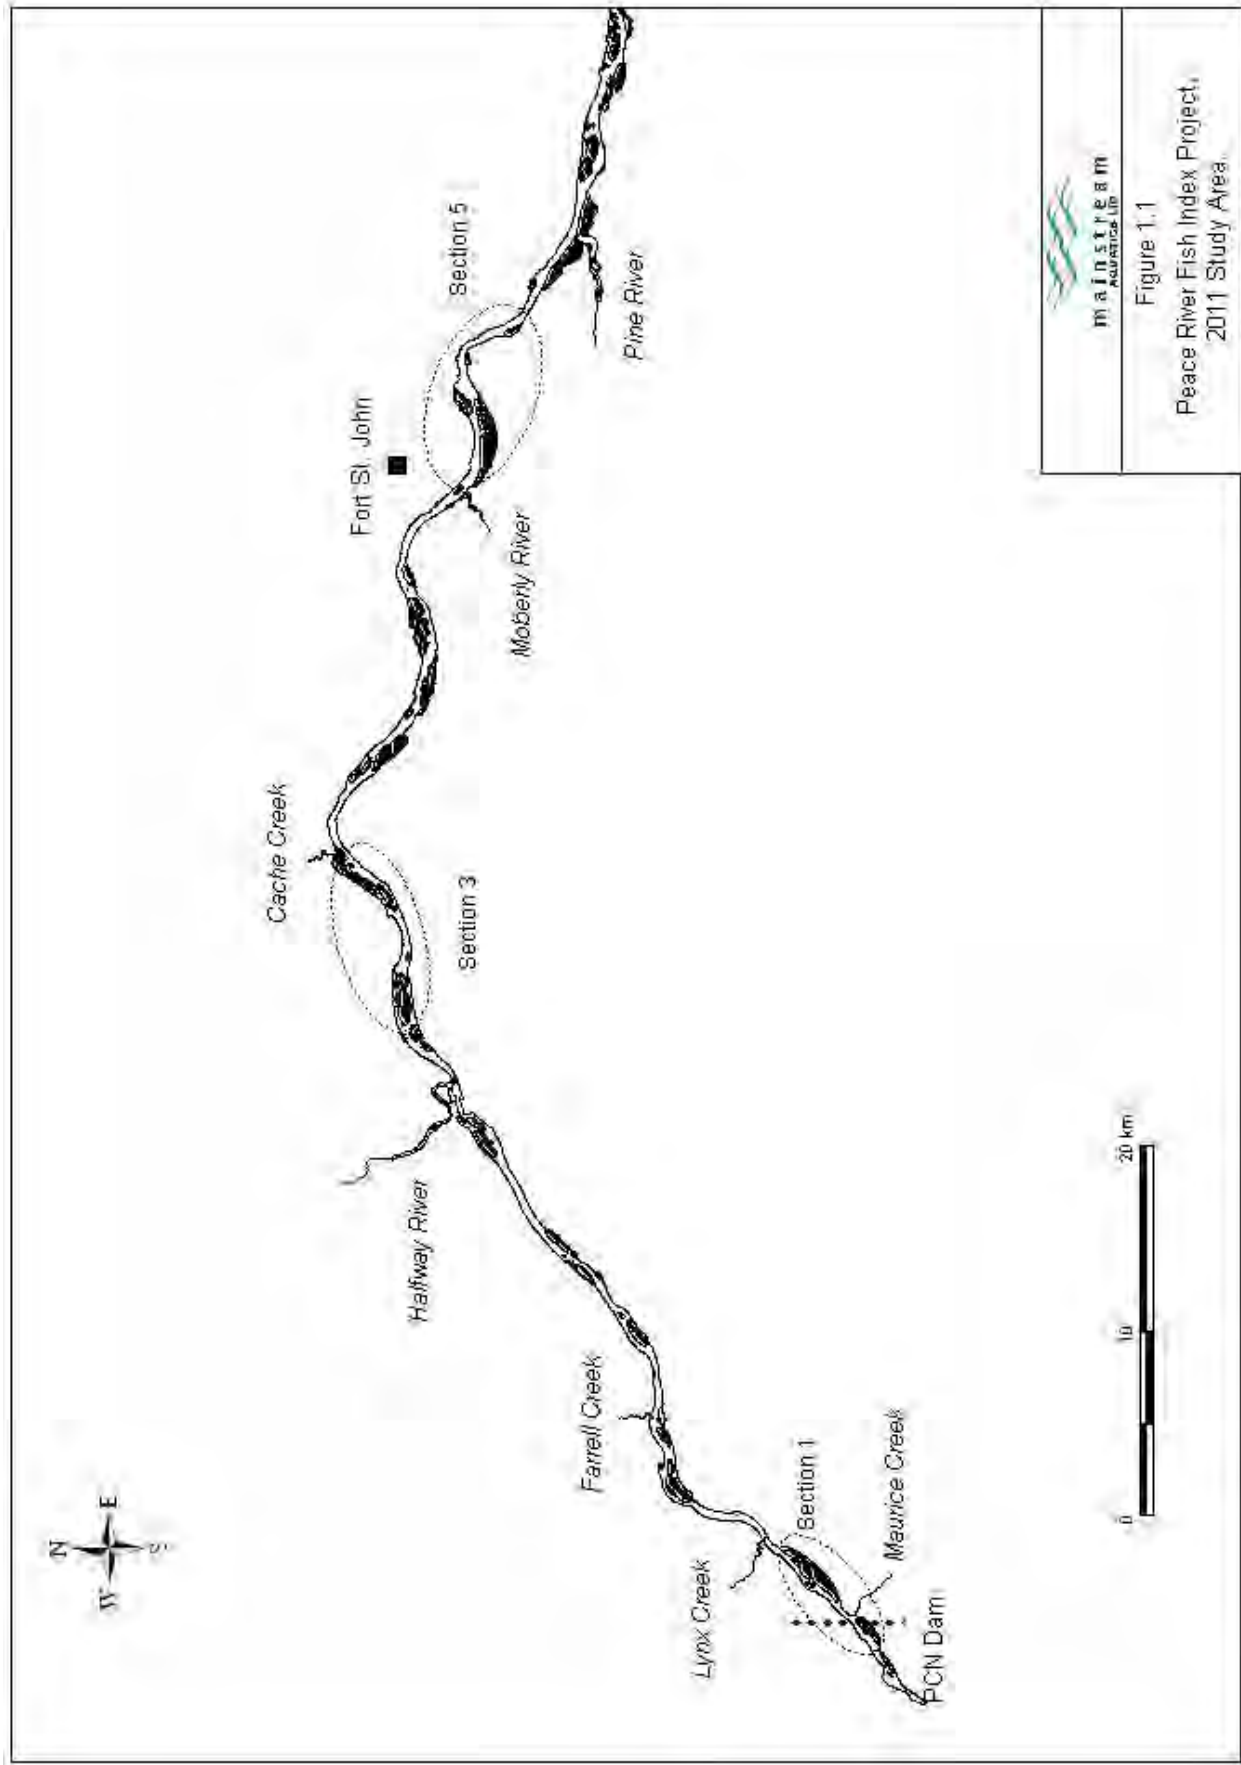 N
W
E
S
Cache Creek
Fort St. John
Section 5
Halfway River
Section 3
Moberly River
Pine River
Farrell Creek
Lynx Creek
Section 1
Maurice Creek
PCN Dam
0
10
20 km
mainstream
AQUATICS LTD
Figure 1.1
Peace River Fish Index Project,
2011 Study Area.